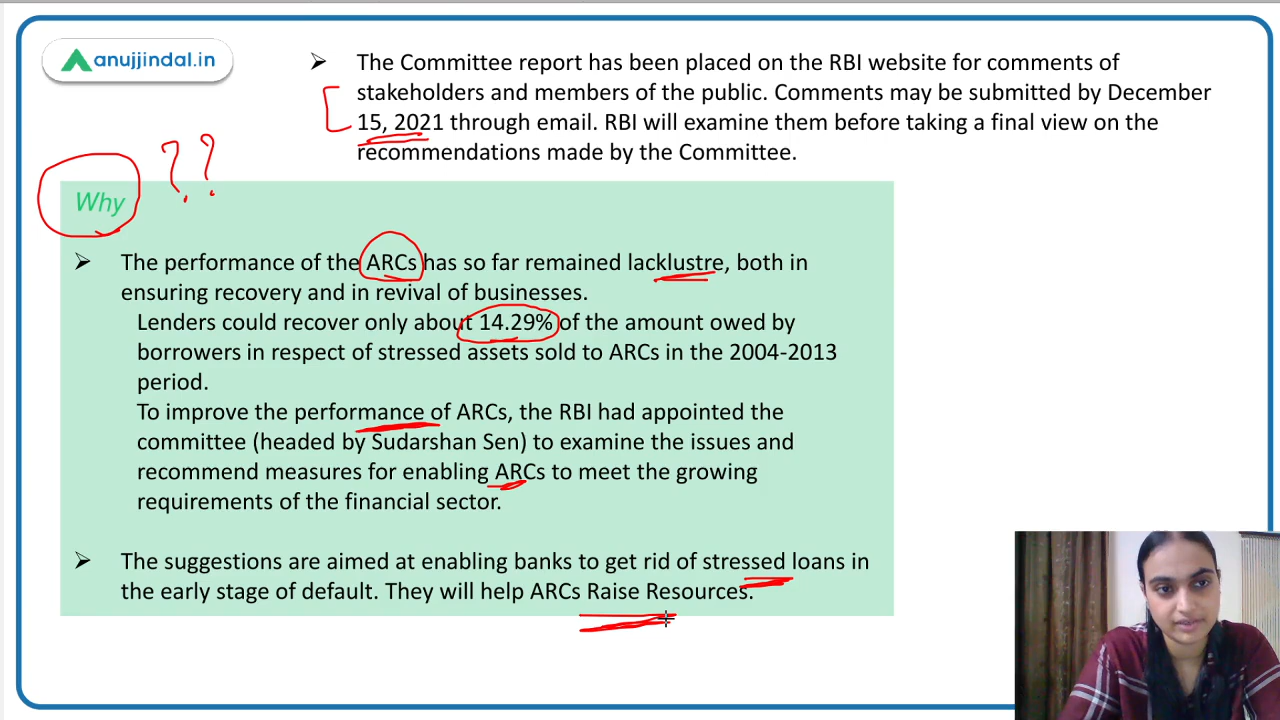 anujjindal.in
➢ The Committee report has been placed on the RBI website for comments of
stakeholders and members of the public. Comments may be submitted by December
15, 2021 through email. RBI will examine them before taking a final view on the
recommendations made by the Committee.
??
Why
➢ The performance of the ARCs has so far remained lacklustre, both in
ensuring recovery and in revival of businesses.
Lenders could recover only about 14.29% of the amount owed by
borrowers in respect of stressed assets sold to ARCs in the 2004-2013
period.
To improve the performance of ARCs, the RBI had appointed the
committee (headed by Sudarshan Sen) to examine the issues and
recommend measures for enabling ARCs to meet the growing
requirements of the financial sector.
➢ The suggestions are aimed at enabling banks to get rid of stressed loans in
the early stage of default. They will help ARCs Raise Resources.